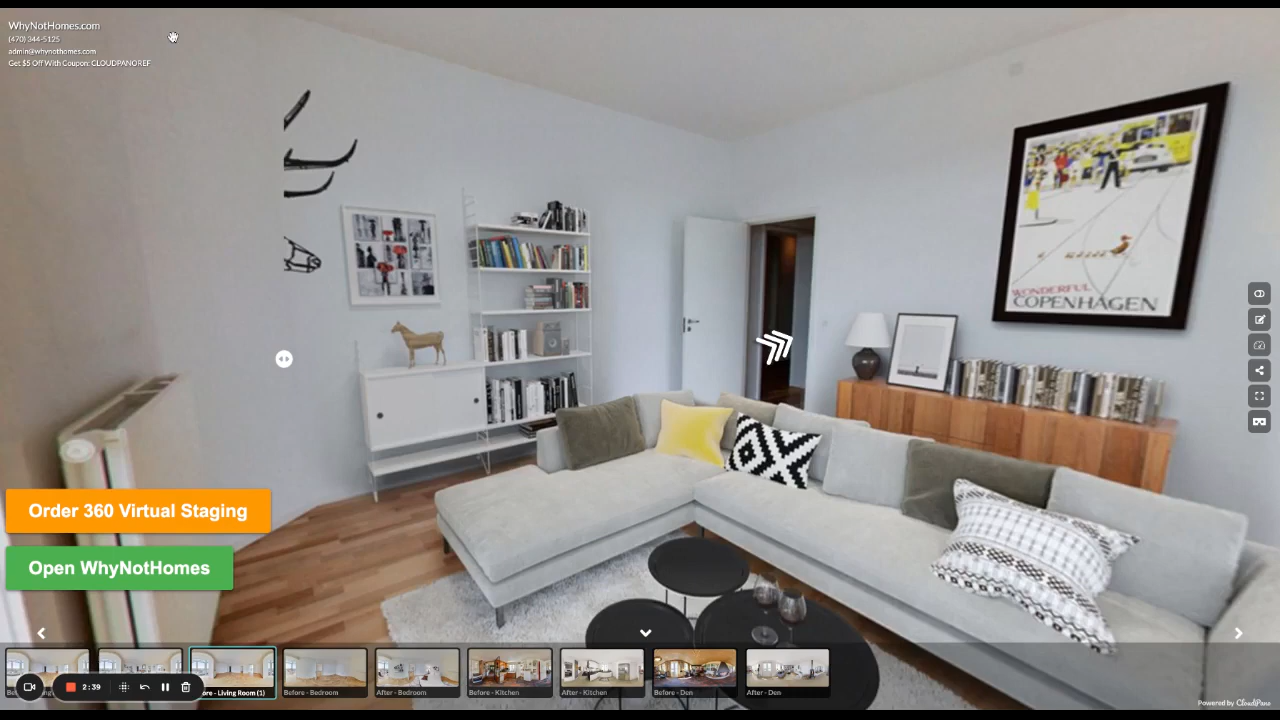 WhyNotHomes.com
(470) 344-5125
admin@whynothomes.com
Get $5 Off With Coupon: CLOUDPANOREF
WONDERFUL
COPENHAGEN
Order 360 Virtual Staging
Open WhyNotHomes
2:39
ore - Living Room (1)
Before - Bedroom
After - Bedroom
Before - Kitchen
After - Kitchen
Before - Den
After - Den
Powered by CloudPano